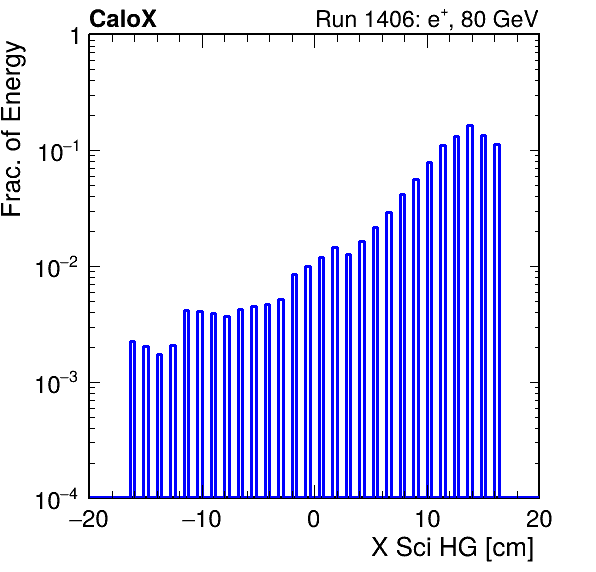 CaloX Run 1406: e⁺, 80 GeV
Frac. of Energy
1
10⁻¹
10⁻²
10⁻³
10⁻⁴
−20 −10 0 10 20
X Sci HG [cm]